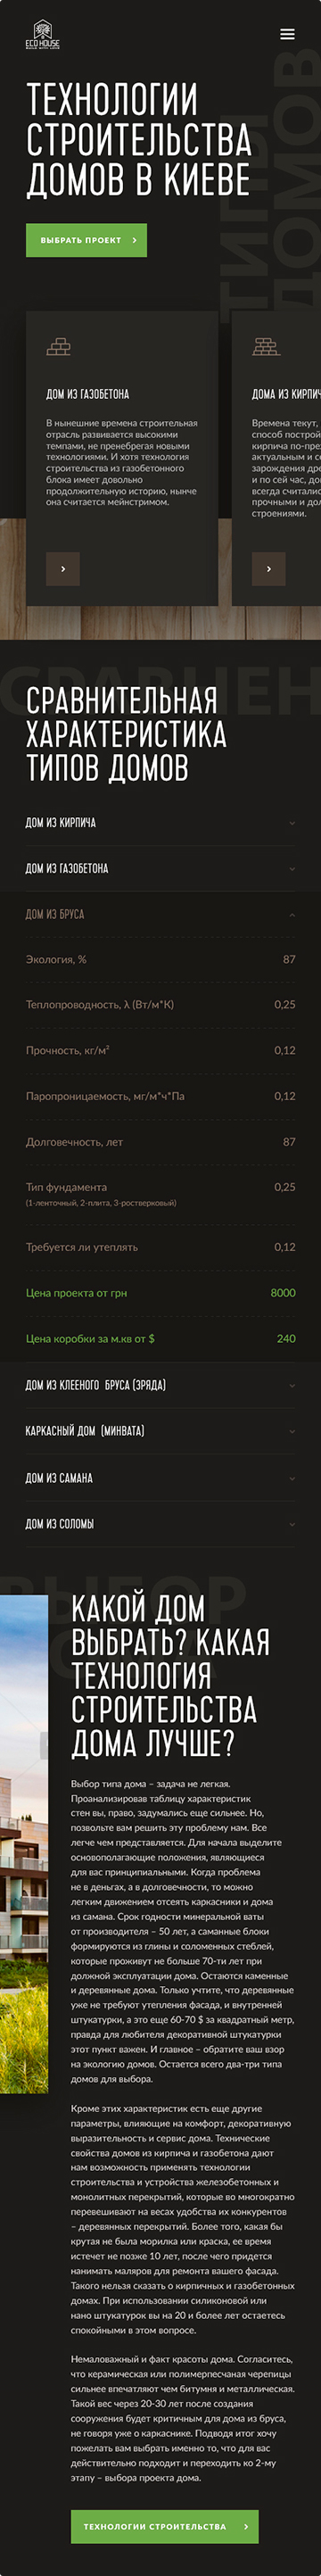 ECO HOUSE
BUILD WITH LOVE
ТИПЫ
ДОМОВ
ТЕХНОЛОГИИ
СТРОИТЕЛЬСТВА
ДОМОВ В КИЕВЕ
ВЫБРАТЬ ПРОЕКТ
ДОМ ИЗ ГАЗОБЕТОНА
В нынешние времена строительная
отрасль развивается высокими
темпами, не пренебрегая новыми
технологиями. И хотя технология
строительства из газобетонного
блока имеет довольно
продолжительную историю, нынче
она считается мейнстримом.
ДОМА ИЗ КИРПИЧ
Времена текут,
способ построй
кирпича по-пре
актуальным и с
зарождения дре
и по сей час, до
всегда считалис
прочными и дол
строениями.
СРАВНЕН
СРАВНИТЕЛЬНАЯ
ХАРАКТЕРИСТИКА
ТИПОВ ДОМОВ
ДОМ ИЗ КИРПИЧА
ДОМ ИЗ ГАЗОБЕТОНА
ДОМ ИЗ БРУСА
Экология, % 87
Теплопроводность, λ (Вт/м*К) 0,25
Прочность, кг/м² 0,12
Паропроницаемость, мг/м*ч*Па 0,12
Долговечность, лет 87
Тип фундамента 0,25
(1-ленточный, 2-плита, 3-ростверковый)
Требуется ли утеплять 0,12
Цена проекта от грн 8000
Цена коробки за м.кв от $ 240
ДОМ ИЗ КЛЕЕНОГО БРУСА (ЗРЯДА)
КАРКАСНЫЙ ДОМ (МИНВАТА)
ДОМ ИЗ САМАНА
ДОМ ИЗ СОЛОМЫ
ВЫБОР
КАКОЙ ДОМ
ВЫБРАТЬ? КАКАЯ
ТЕХНОЛОГИЯ
СТРОИТЕЛЬСТВА
ДОМА ЛУЧШЕ?
Выбор типа дома – задача не легкая.
Проанализировав таблицу характеристик
стен вы, право, задумались еще сильнее. Но,
позвольте вам решить эту проблему нам. Все
легче чем представляется. Для начала выделите
основополагающие положения, являющиеся
для вас принципиальными. Когда проблема
не в деньгах, а в долговечности, то можно
легким движением отсеять каркасники и дома
из самана. Срок годности минеральной ваты
от производителя – 50 лет, а саманные блоки
формируются из глины и соломенных стеблей,
которые проживут не больше 70-ти лет при
должной эксплуатации дома. Остаются каменные
и деревянные дома. Только учтите, что деревянные
уже не требуют утепления фасада, и внутренней
штукатурки, а это еще 60-70 $ за квадратный метр,
правда для любителя декоративной штукатурки
этот пункт важен. И главное – обратите ваш взор
на экологию домов. Остается всего два-три типа
домов для выбора.
Кроме этих характеристик есть еще другие
параметры, влияющие на комфорт, декоративную
выразительность и сервис дома. Технические
свойства домов из кирпича и газобетона дают
нам возможность применять технологии
строительства и устройства железобетонных и
монолитных перекрытий, которые во многократно
перевешивают на весах удобства их конкурентов
– деревянных перекрытий. Более того, какая бы
крутая не была морилка или краска, ее время
истечет не позже 10 лет, после чего придется
нанимать маляров для ремонта вашего фасада.
Такого нельзя сказать о кирпичных и газобетонных
домах. При использовании силиконовой или
нано штукатурок вы на 20 и более лет остаетесь
спокойными в этом вопросе.
Немаловажный и факт красоты дома. Согласитесь,
что керамическая или полимерпесчаная черепицы
сильнее впечатляют чем битумня и металлическая.
Такой вес через 20-30 лет после создания
сооружения будет критичным для дома из бруса,
не говоря уже о каркаснике. Подводя итог хочу
пожелать вам выбрать именно то, что для вас
действительно подходит и переходить ко 2-му
этапу – выбора проекта дома.
ТЕХНОЛОГИИ СТРОИТЕЛЬСТВА